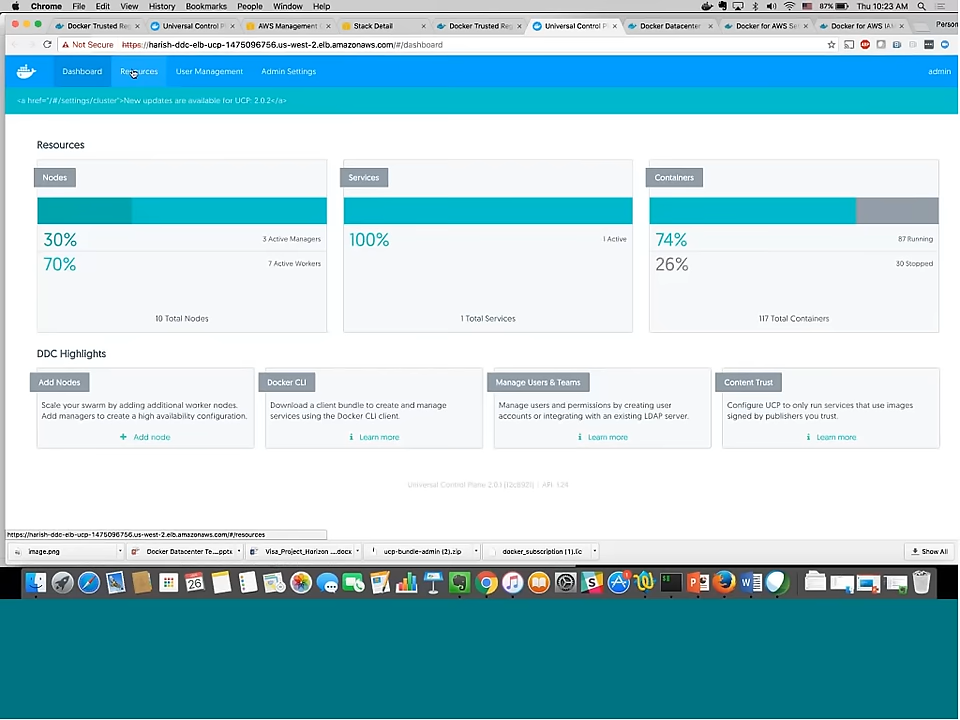 Chrome File Edit View History Bookmarks People Window Help 87% Thu 10:23 AM
Docker Trusted Re Universal Control P AWS Management C Stack Detail Docker Trusted Re Universal Control P Docker Datacenter Docker for AWS Se Docker for AWS IA Person
Not Secure https://harish-ddc-elb-ucp-1475096756.us-west-2.elb.amazonaws.com/#/dashboard
Dashboard Resources User Management Admin Settings admin
<a href="/#/settings/cluster">New updates are available for UCP: 2.0.2</a>
Resources
Nodes Services Containers
30% 3 Active Managers 100% 1 Active 74% 87 Running
70% 7 Active Workers 26% 30 Stopped
10 Total Nodes 1 Total Services 117 Total Containers
DDC Highlights
Add Nodes Docker CLI Manage Users & Teams Content Trust
Scale your swarm by adding additional worker nodes. Download a client bundle to create and manage Manage users and permissions by creating user Configure UCP to only run services that use images
Add managers to create a high availability configuration. services using the Docker CLI client. accounts or integrating with an existing LDAP server. signed by publishers you trust.
Add node Learn more Learn more Learn more
Universal Control Plane
https://harish-ddc-elb-ucp-1475096756.us-west-2.elb.amazonaws.com/#/resources
image.png Docker Datacenter Te....pptx Visa_Project_Horizon ....docx ucp-bundle-admin (2).zip docker_subscription (1).lic Show All
26